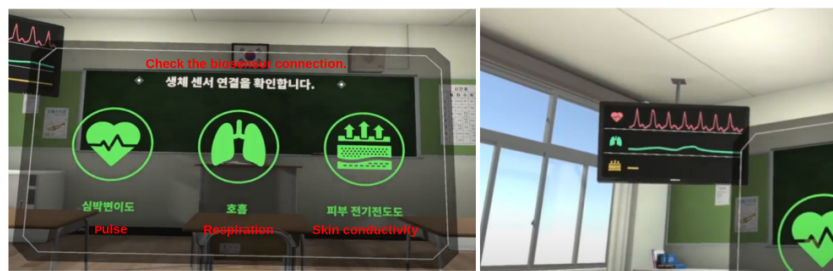 Check the biosensor connection.
생체 센서 연결을 확인합니다.
심박변이도
호흡
피부 전기전도도
Pulse
Respiration
Skin conductivity